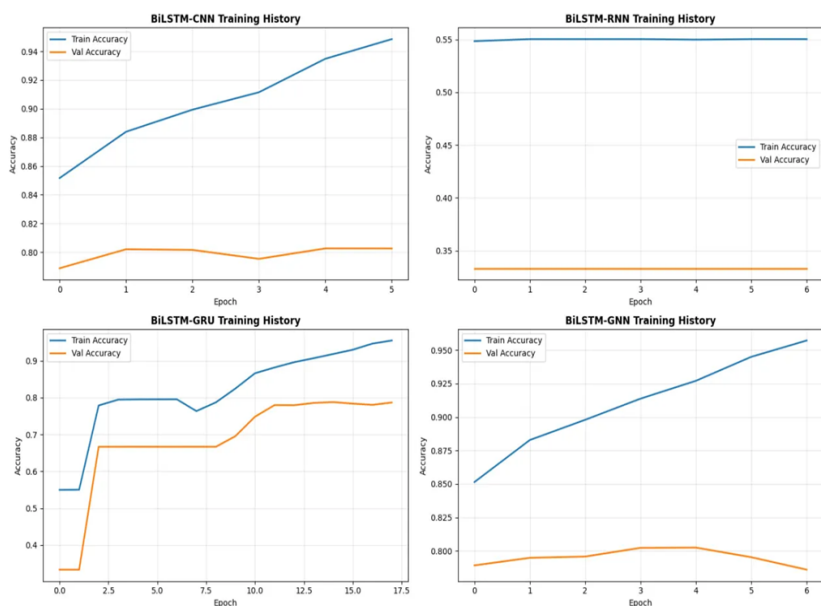 BiLSTM-CNN Training History
Train Accuracy
Val Accuracy
0.94
0.92
0.90
0.88
0.86
0.84
0.82
0.80
Accuracy
0 1 2 3 4 5
Epoch
BiLSTM-RNN Training History
0.55
0.50
0.45
0.40
0.35
Accuracy
Train Accuracy
Val Accuracy
0 1 2 3 4 5 6
Epoch
BiLSTM-GRU Training History
Train Accuracy
Val Accuracy
0.9
0.8
0.7
0.6
0.5
0.4
Accuracy
0.0 2.5 5.0 7.5 10.0 12.5 15.0 17.5
Epoch
BiLSTM-GNN Training History
Train Accuracy
Val Accuracy
0.950
0.925
0.900
0.875
0.850
0.825
0.800
Accuracy
0 1 2 3 4 5 6
Epoch